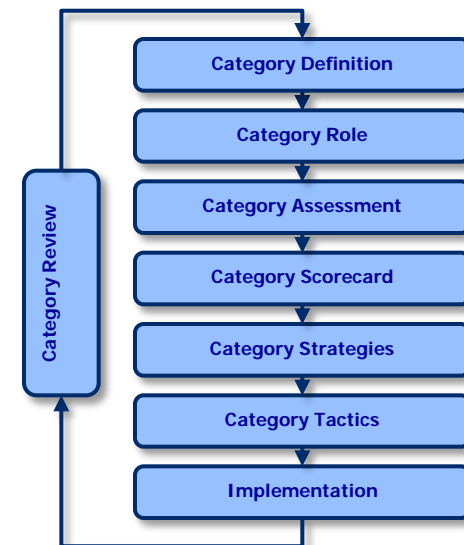 Category Definition
Category Role
Category Assessment
Category Scorecard
Category Strategies
Category Tactics
Implementation
Category Review